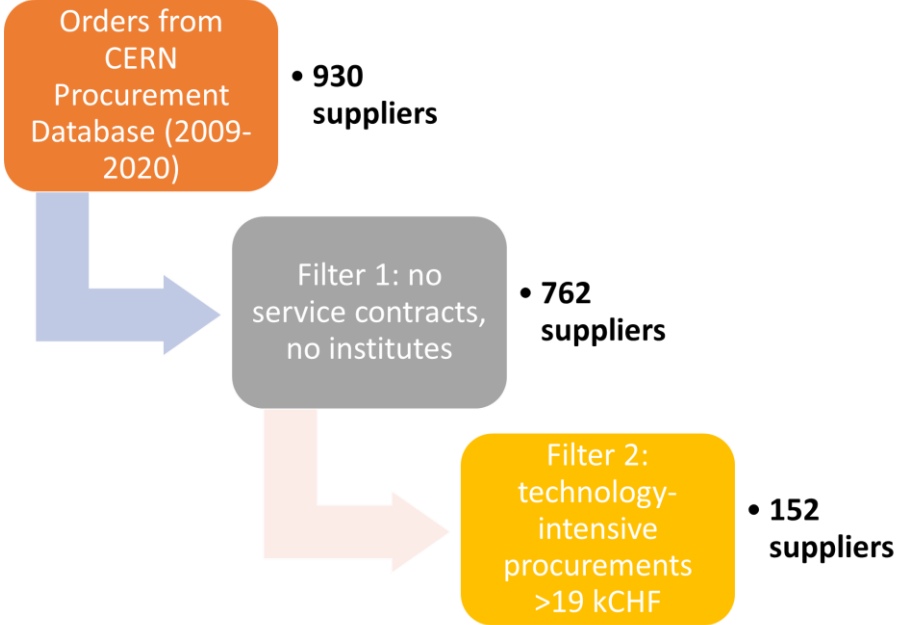 Orders from
CERN
Procurement
Database (2009-
2020)
• 930
suppliers
Filter 1: no
service contracts,
no institutes
• 762
suppliers
Filter 2:
technology-
intensive
procurements
>19 kCHF
• 152
suppliers